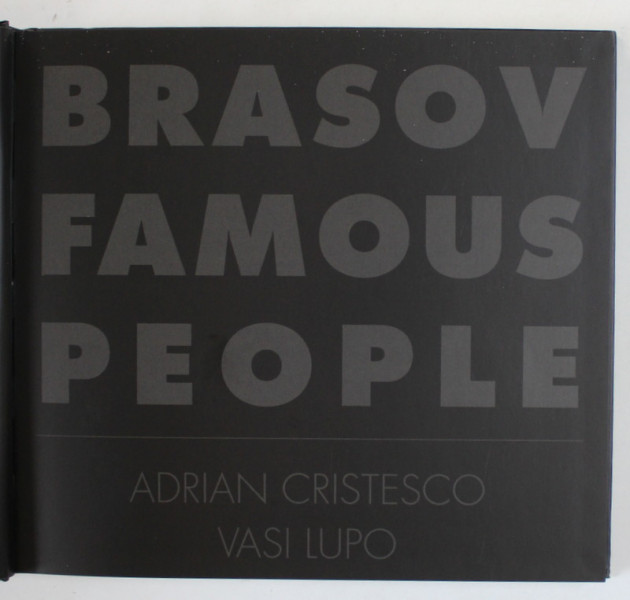 BRASOV
FAMOUS
PEOPLE
ADRIAN CRISTESCO
VASI LUPO